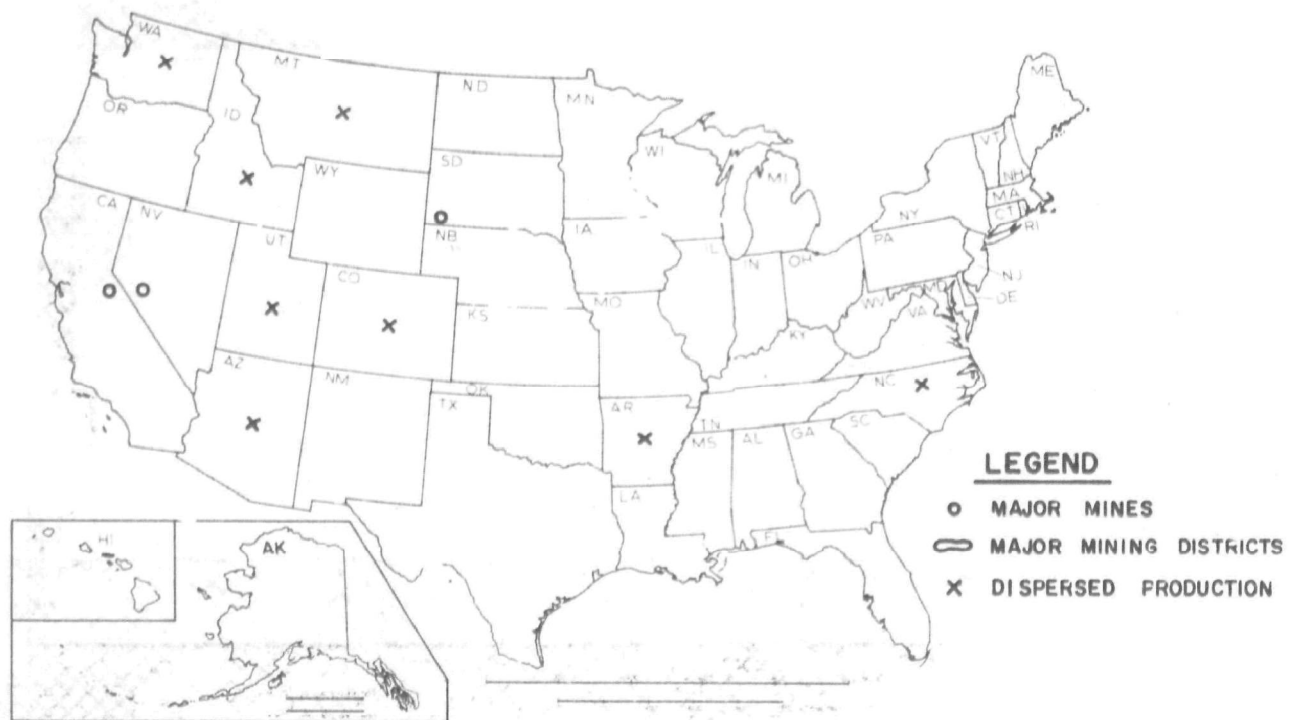 WA
MT
ND
MN
ME
OR
ID
WI
VT
SD
MI
NH
WY
MA
CA
NV
NY
CT
RI
UT
NB
IA
PA
CO
IL
IN
OH
NJ
MD
DE
MO
WV
VA
KS
KY
AZ
NM
OK
NC
TX
AR
TN
SC
MS
AL
GA
LEGEND
O MAJOR MINES
LA
FL
MAJOR MINING DISTRICTS
HI
AK
X DISPERSED PRODUCTION